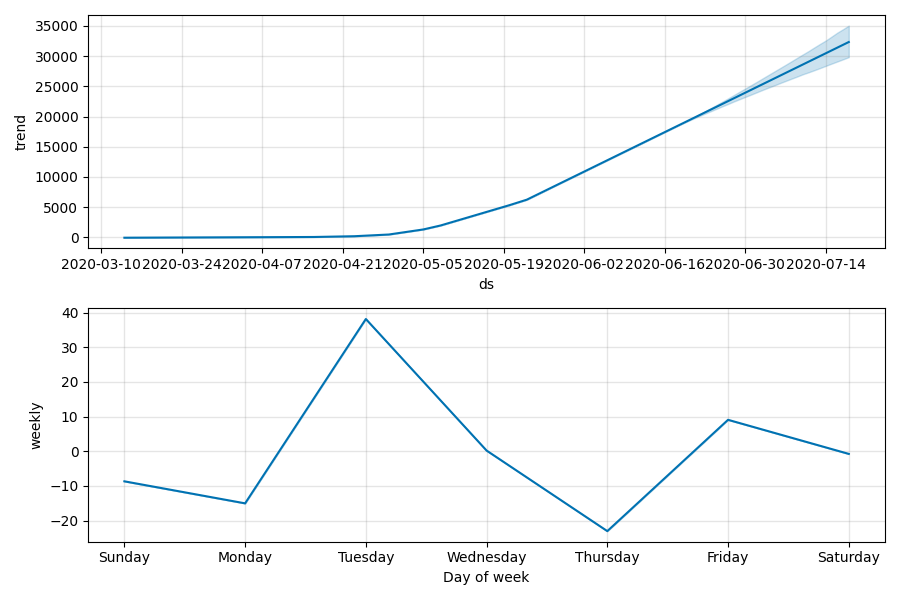 35000
30000
25000
20000
15000
10000
5000
0
trend
2020-03-10 2020-03-24 2020-04-07 2020-04-21 2020-05-05 2020-05-19 2020-06-02 2020-06-16 2020-06-30 2020-07-14
ds
40
30
20
10
0
−10
−20
weekly
Sunday Monday Tuesday Wednesday Thursday Friday Saturday
Day of week